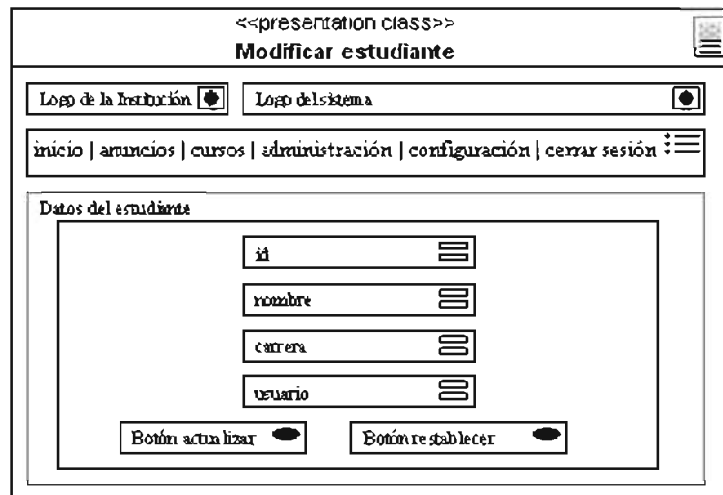 <<presentation class>>
Modificar estudiante
Logo de la Institución Logo del sistema
inicio | anuncios | cursos | administración | configuración | cerrar sesión
Datos del estudiante
id
nombre
carrera
usuario
Botón actualizar Botón restablecer